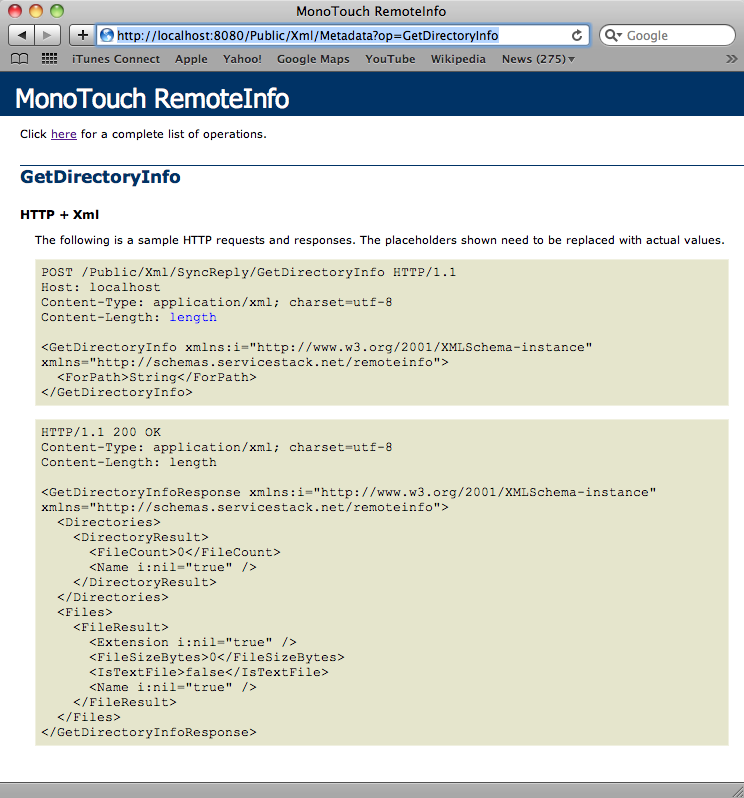 MonoTouch RemoteInfo
http://localhost:8080/Public/Xml/Metadata?op=GetDirectoryInfo
Google
iTunes Connect Apple Yahoo! Google Maps YouTube Wikipedia News (275)▾ »
MonoTouch RemoteInfo
Click here for a complete list of operations.
GetDirectoryInfo
HTTP + Xml
The following is a sample HTTP requests and responses. The placeholders shown need to be replaced with actual values.
POST /Public/Xml/SyncReply/GetDirectoryInfo HTTP/1.1
Host: localhost
Content-Type: application/xml; charset=utf-8
Content-Length: length
<GetDirectoryInfo xmlns:i="http://www.w3.org/2001/XMLSchema-instance"
xmlns="http://schemas.servicestack.net/remoteinfo">
  <ForPath>String</ForPath>
</GetDirectoryInfo>
HTTP/1.1 200 OK
Content-Type: application/xml; charset=utf-8
Content-Length: length
<GetDirectoryInfoResponse xmlns:i="http://www.w3.org/2001/XMLSchema-instance"
xmlns="http://schemas.servicestack.net/remoteinfo">
  <Directories>
    <DirectoryResult>
      <FileCount>0</FileCount>
      <Name i:nil="true" />
    </DirectoryResult>
  </Directories>
  <Files>
    <FileResult>
      <Extension i:nil="true" />
      <FileSizeBytes>0</FileSizeBytes>
      <IsTextFile>false</IsTextFile>
      <Name i:nil="true" />
    </FileResult>
  </Files>
</GetDirectoryInfoResponse>